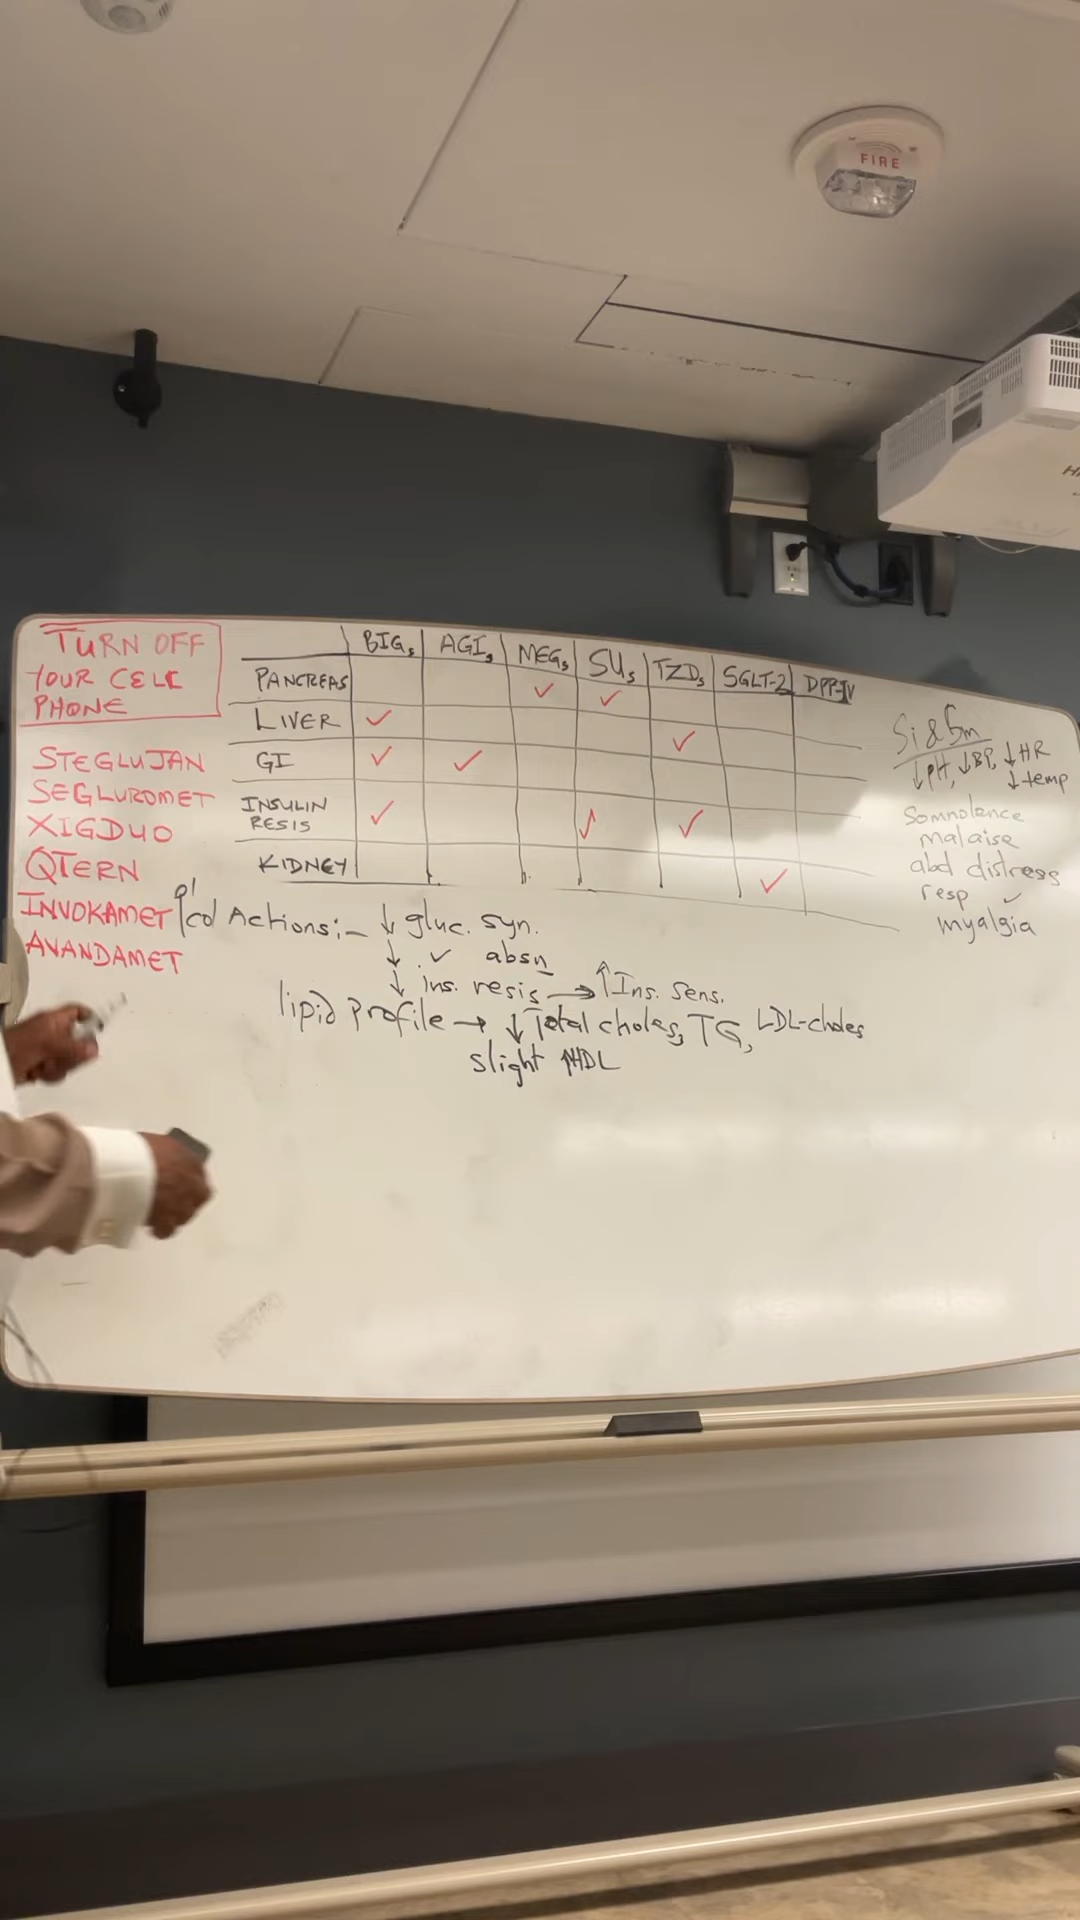 FIRE
TURN OFF
YOUR CELL
PHONE
STEGLUJAN
SEGLUROMET
XIGDUO
QTERN
INVOKAMET
AVANDAMET
BIGs AGIs MEGs SUs TZDs SGLT-2 DPP-IV
PANCREAS ✓ ✓
LIVER ✓ ✓
GI ✓ ✓
INSULIN
RESIS ✓ ✓ ✓
KIDNEY ✓
Actions:- ↓ gluc. syn.
↓ ✓ absn
↓ ins. resis → ↑Ins. sens.
lipid profile → ↓ Total choles, TG, LDL-choles
slight ↑HDL
Si & Sm
↓pH, ↓BP, ↓HR
↓temp
Somnolence
malaise
abd distress
resp ✓
myalgia